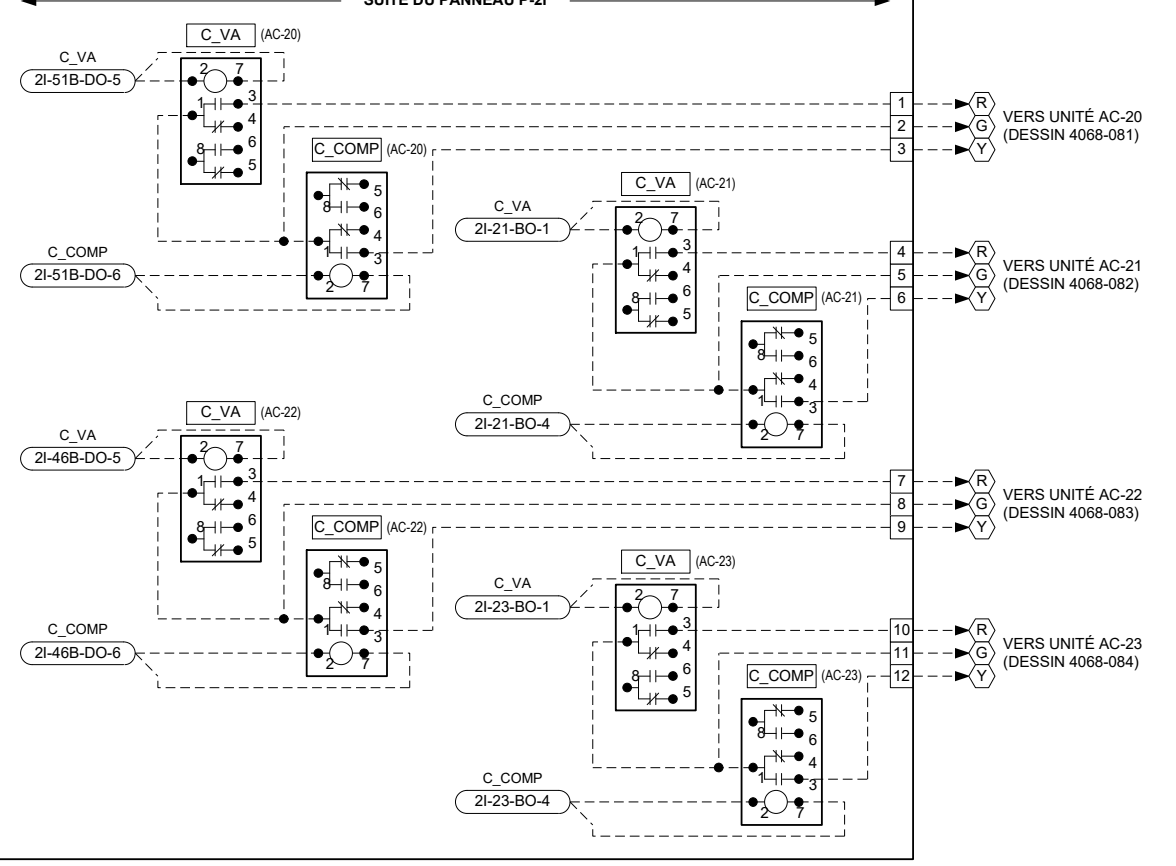 SUITE DU PANNEAU P-2I
C_VA (AC-20)
C_VA
2I-51B-DO-5
2 7
1 3
4
8 6
5
C_COMP (AC-20)
5
8 6
4
1 3
2 7
C_COMP
2I-51B-DO-6
1 R
2 G
3 Y
VERS UNITÉ AC-20
(DESSIN 4068-081)
C_VA (AC-21)
C_VA
2I-21-BO-1
2 7
1 3
4
8 6
5
C_COMP (AC-21)
5
8 6
4
1 3
2 7
C_COMP
2I-21-BO-4
4 R
5 G
6 Y
VERS UNITÉ AC-21
(DESSIN 4068-082)
C_VA (AC-22)
C_VA
2I-46B-DO-5
2 7
1 3
4
8 6
5
C_COMP (AC-22)
5
8 6
4
1 3
2 7
C_COMP
2I-46B-DO-6
7 R
8 G
9 Y
VERS UNITÉ AC-22
(DESSIN 4068-083)
C_VA (AC-23)
C_VA
2I-23-BO-1
2 7
1 3
4
8 6
5
C_COMP (AC-23)
5
8 6
4
1 3
2 7
C_COMP
2I-23-BO-4
10 R
11 G
12 Y
VERS UNITÉ AC-23
(DESSIN 4068-084)